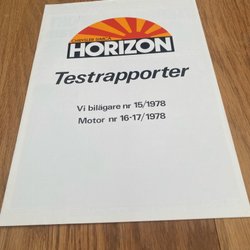 CHRYSLER SIMCA
HORIZON
Testrapporter
Vi bilägare nr 15/1978
Motor nr 16-17/1978